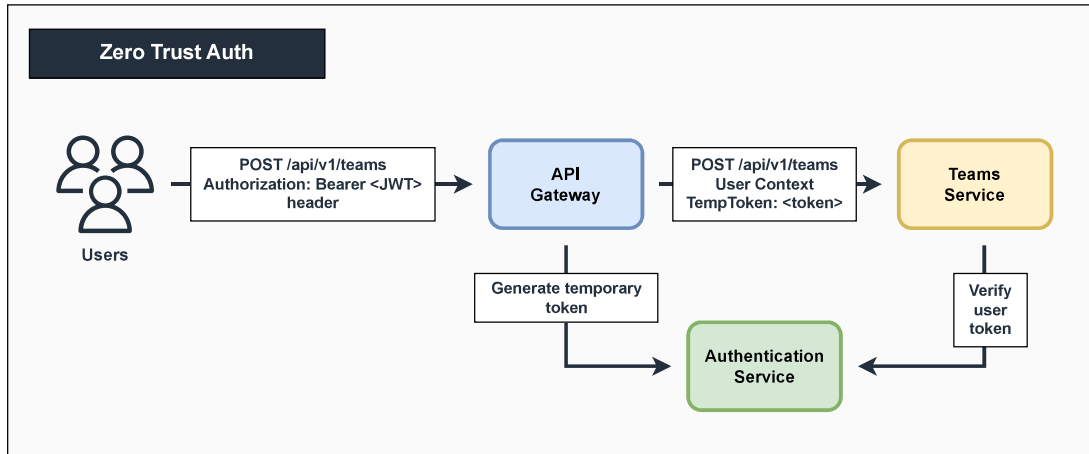 Zero Trust Auth
POST /api/v1/teams
Authorization: Bearer <JWT>
header
API
Gateway
POST /api/v1/teams
User Context
TempToken: <token>
Teams
Service
Users
Generate temporary
token
Verify
user
token
Authentication
Service